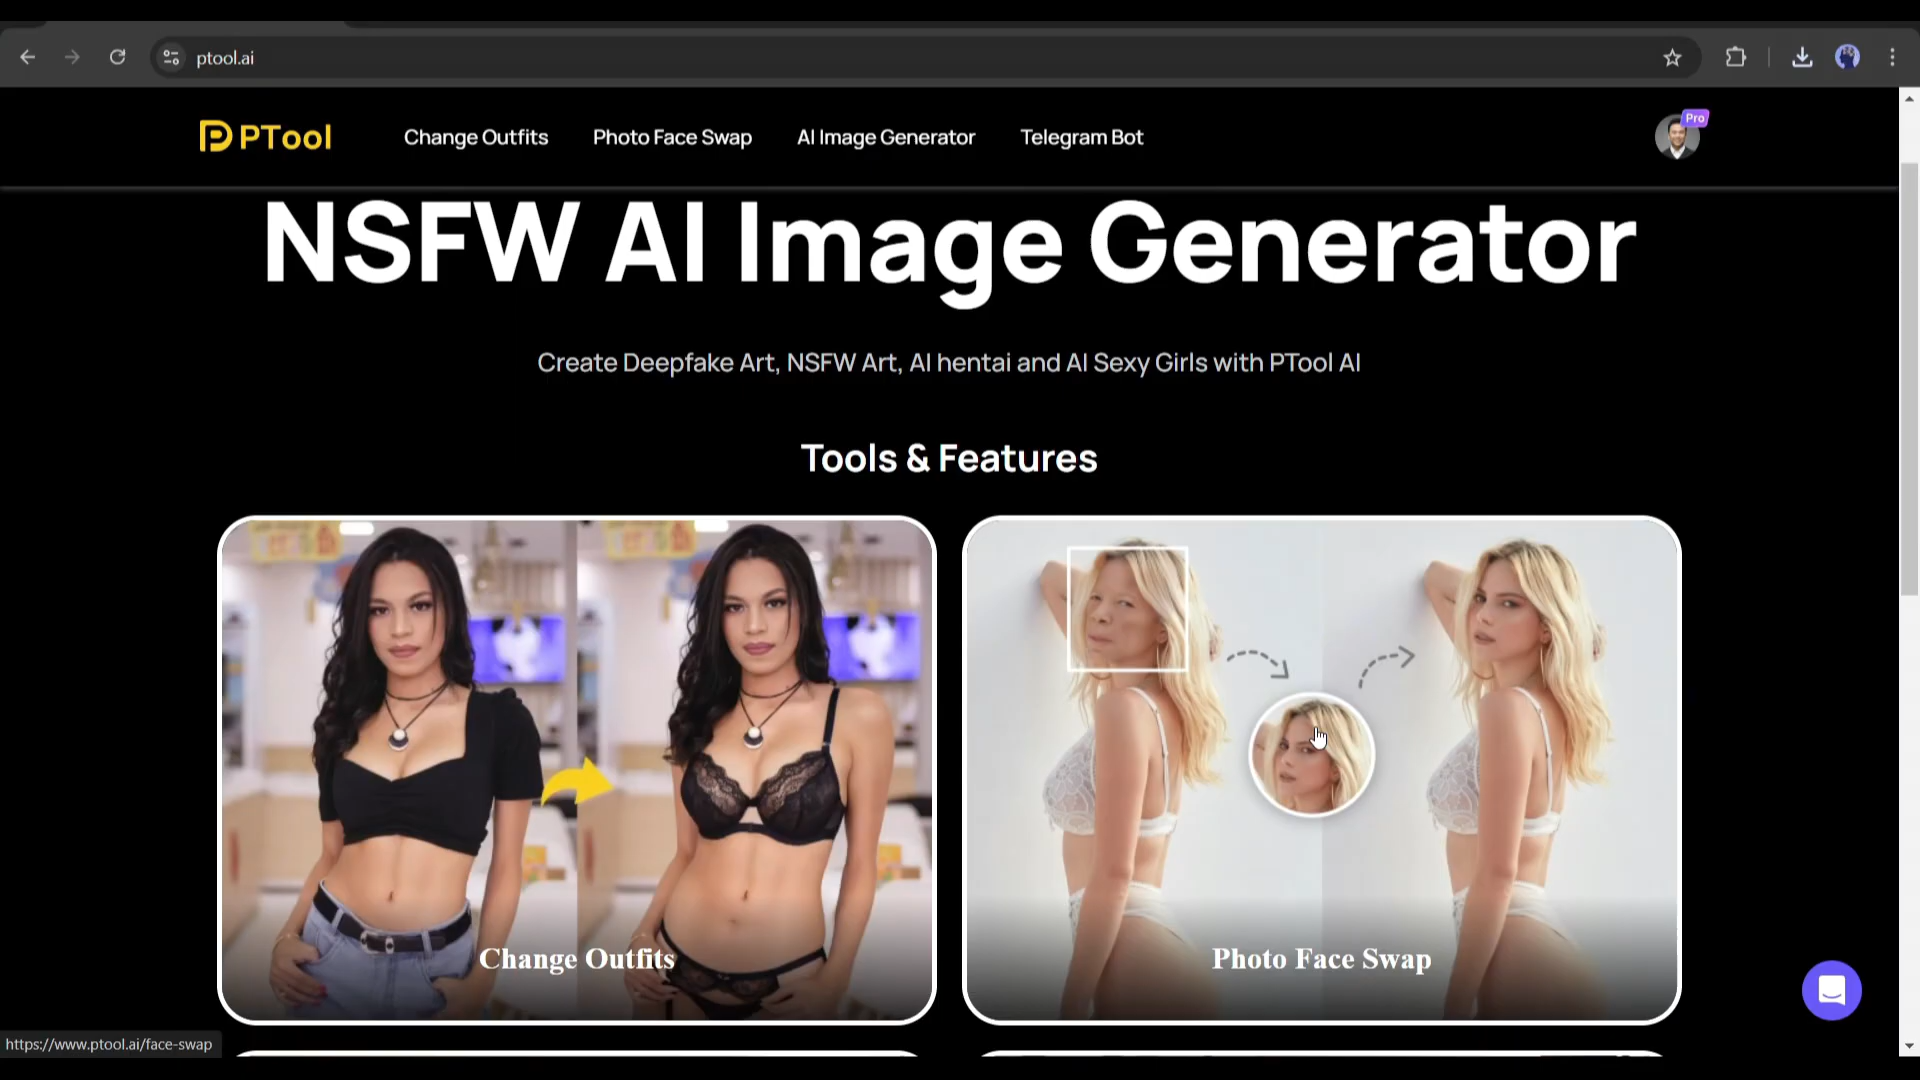 ptool.ai
PTool
Change Outfits
Photo Face Swap
AI Image Generator
Telegram Bot
Pro
NSFW AI Image Generator
Create Deepfake Art, NSFW Art, AI hentai and AI Sexy Girls with PTool AI
Tools & Features
Change Outfits
Photo Face Swap
https://www.ptool.ai/face-swap